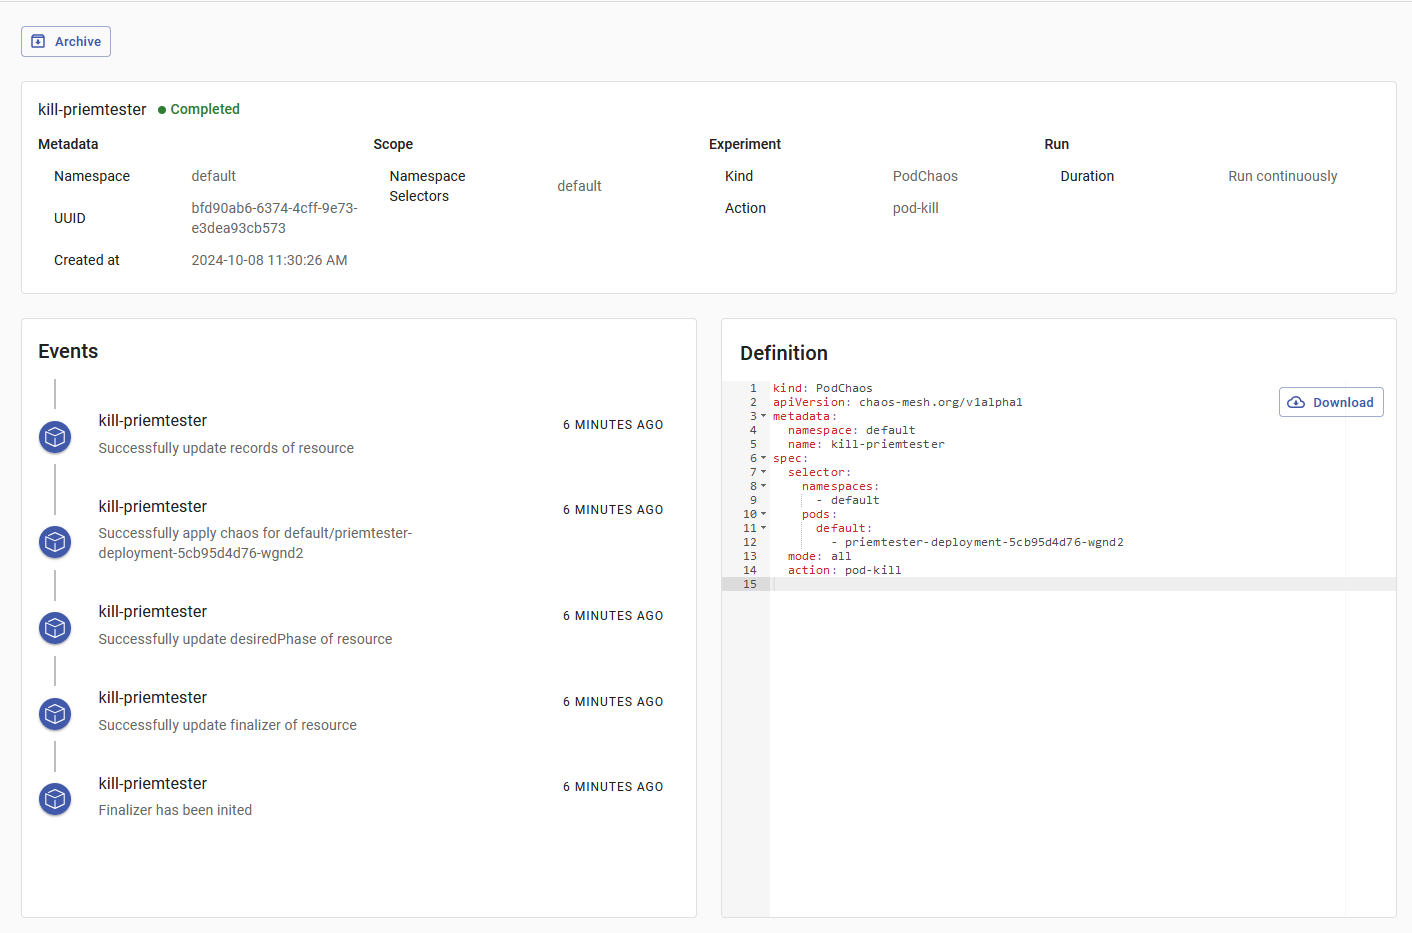 Archive
kill-priemtester Completed
Metadata
Namespace default
UUID bfd90ab6-6374-4cff-9e73-
e3dea93cb573
Created at 2024-10-08 11:30:26 AM
Scope
Namespace
Selectors
default
Experiment
Kind PodChaos
Action pod-kill
Run
Duration Run continuously
Events
kill-priemtester 6 MINUTES AGO
Successfully update records of resource
kill-priemtester 6 MINUTES AGO
Successfully apply chaos for default/priemtester-
deployment-5cb95d4d76-wgnd2
kill-priemtester 6 MINUTES AGO
Successfully update desiredPhase of resource
kill-priemtester 6 MINUTES AGO
Successfully update finalizer of resource
kill-priemtester 6 MINUTES AGO
Finalizer has been inited
Definition
Download
1 kind: PodChaos
2 apiVersion: chaos-mesh.org/v1alpha1
3 metadata:
4 namespace: default
5 name: kill-priemtester
6 spec:
7 selector:
8 namespaces:
9 - default
10 pods:
11 default:
12 - priemtester-deployment-5cb95d4d76-wgnd2
13 mode: all
14 action: pod-kill
15